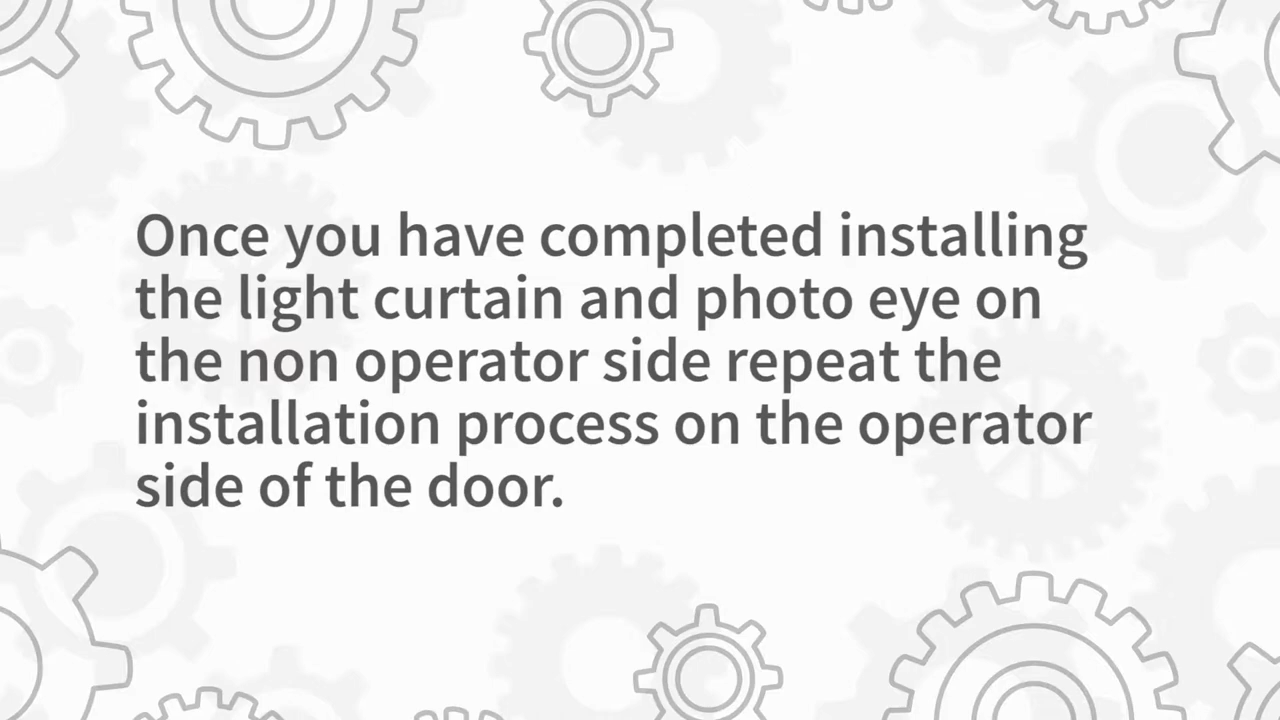 Once you have completed installing
the light curtain and photo eye on
the non operator side repeat the
installation process on the operator
side of the door.